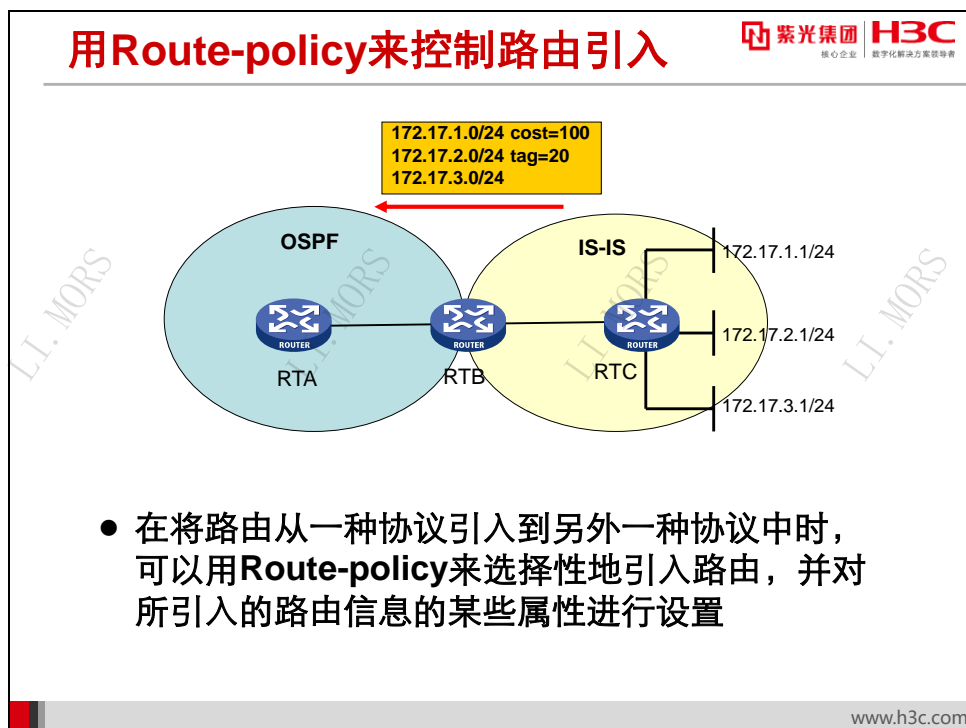 用Route-policy来控制路由引入
紫光集团 H3C
核心企业 数字化解决方案领导者
172.17.1.0/24 cost=100
172.17.2.0/24 tag=20
172.17.3.0/24
OSPF
IS-IS
172.17.1.1/24
172.17.2.1/24
172.17.3.1/24
ROUTER
ROUTER
ROUTER
RTA
RTB
RTC
LI. MORS
LI. MORS
LI. MORS
LI. MORS
● 在将路由从一种协议引入到另外一种协议中时，
可以用Route-policy来选择性地引入路由，并对
所引入的路由信息的某些属性进行设置
www.h3c.com